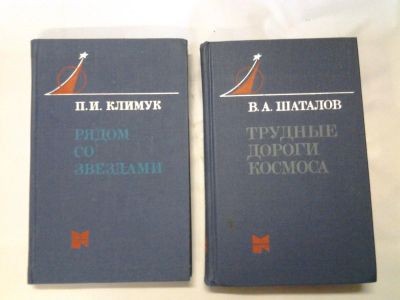 П.И. КЛИМУК
РЯДОМ
СО
ЗВЕЗДАМИ
В.А. ШАТАЛОВ
ТРУДНЫЕ
ДОРОГИ
КОСМОСА